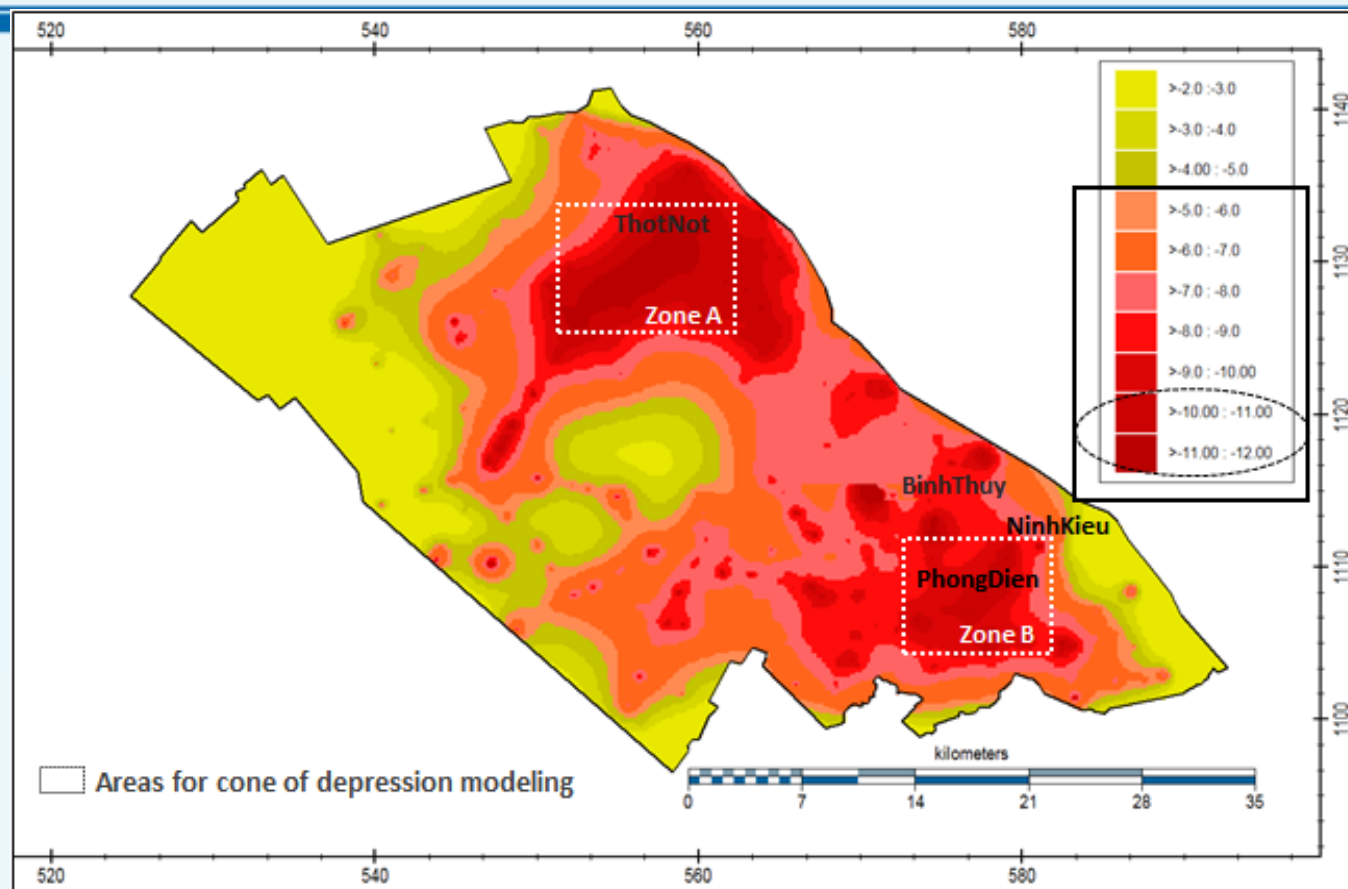 520 540 560 580
>-2.0 :-3.0
>-3.0 : -4.0
>-4.00 : -5.0
>-5.0 : -6.0
>-6.0 : -7.0
>-7.0 : -8.0
>-8.0 : -9.0
>-9.0 : -10.00
>-10.00 : -11.00
>-11.00 : -12.00
1140
1130
1120
1110
1100
ThotNot
Zone A
BinhThuy
NinhKieu
PhongDien
Zone B
Areas for cone of depression modeling
kilometers
0 7 14 21 28 35
520 540 560 580